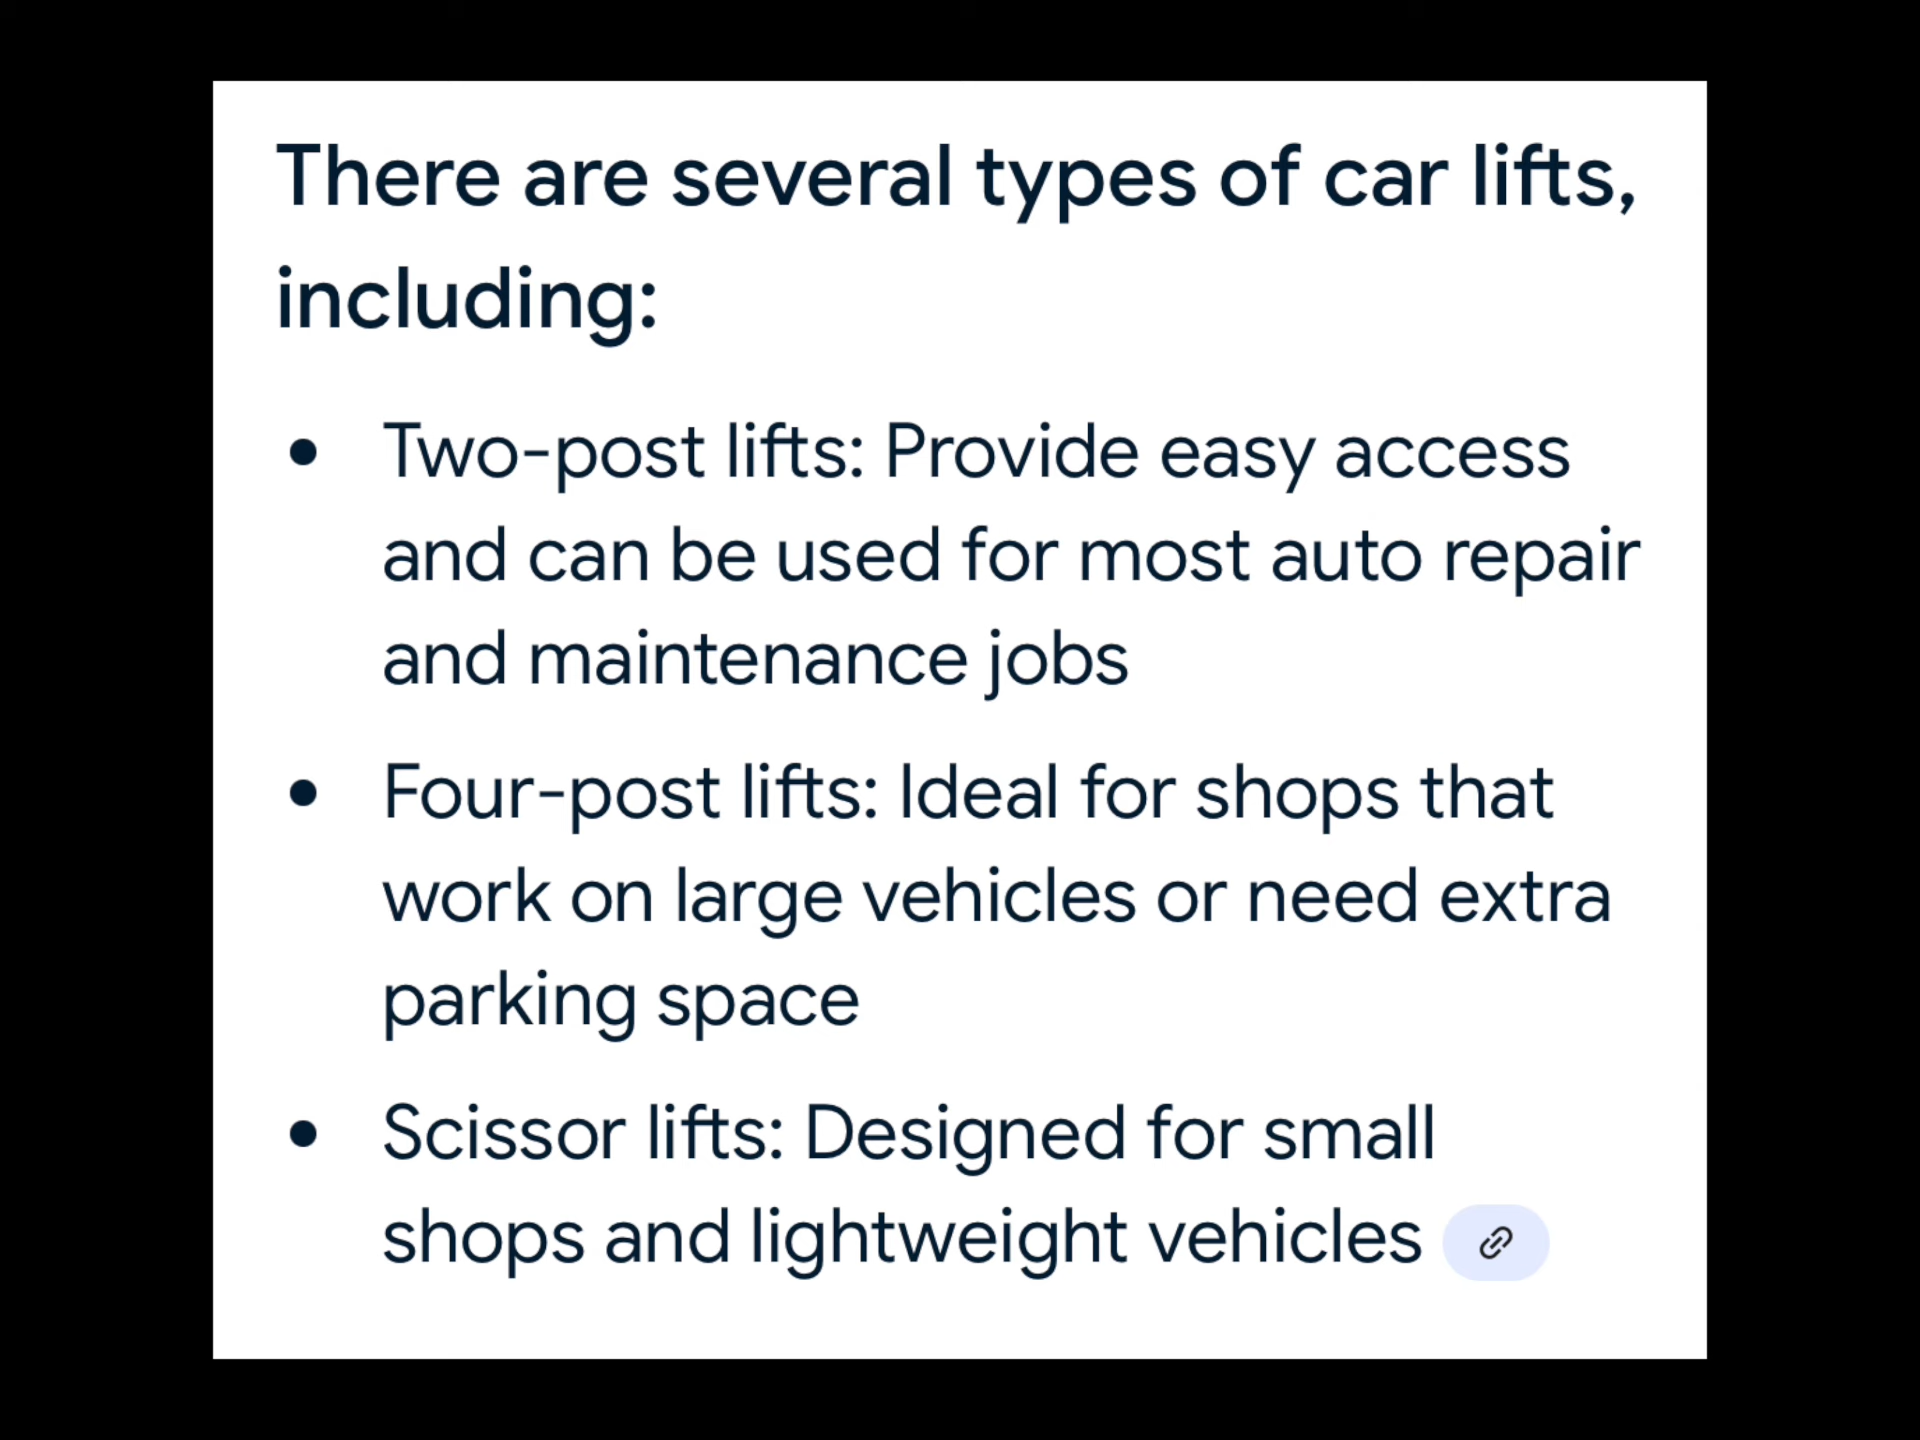 There are several types of car lifts,
including:
• Two-post lifts: Provide easy access
and can be used for most auto repair
and maintenance jobs
• Four-post lifts: Ideal for shops that
work on large vehicles or need extra
parking space
• Scissor lifts: Designed for small
shops and lightweight vehicles